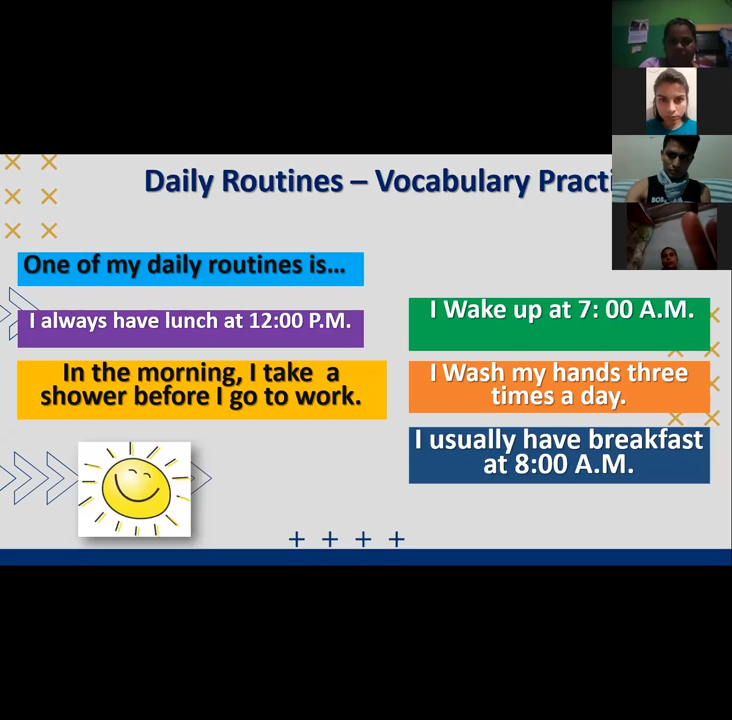 Daily Routines – Vocabulary Practi
One of my daily routines is...
I always have lunch at 12:00 P.M.
In the morning, I take a
shower before I go to work.
I Wake up at 7: 00 A.M.
I Wash my hands three
times a day.
I usually have breakfast
at 8:00 A.M.